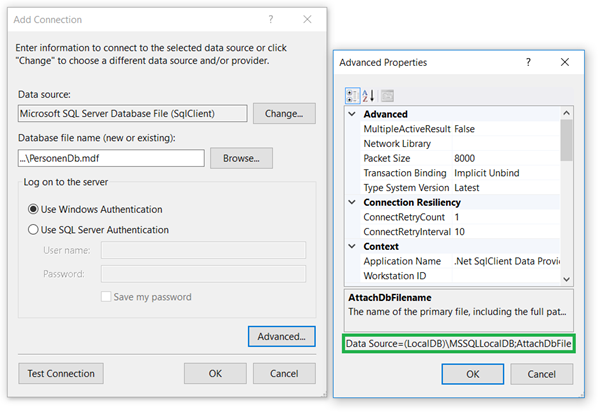 Add Connection
?
Enter information to connect to the selected data source or click
"Change" to choose a different data source and/or provider.
Data source:
Microsoft SQL Server Database File (SqlClient)
Change...
Database file name (new or existing):
...\PersonenDb.mdf
Browse...
Log on to the server
Use Windows Authentication
Use SQL Server Authentication
User name:
Password:
Save my password
Advanced...
Test Connection
OK
Cancel
Advanced Properties
?
Advanced
MultipleActiveResult False
Network Library
Packet Size 8000
Transaction Binding Implicit Unbind
Type System Version Latest
Connection Resiliency
ConnectRetryCount 1
ConnectRetryInterval 10
Context
Application Name .Net SqlClient Data Provic
Workstation ID
AttachDbFilename
The name of the primary file, including the full pat...
Data Source=(LocalDB)\MSSQLLocalDB;AttachDbFile
OK
Cancel